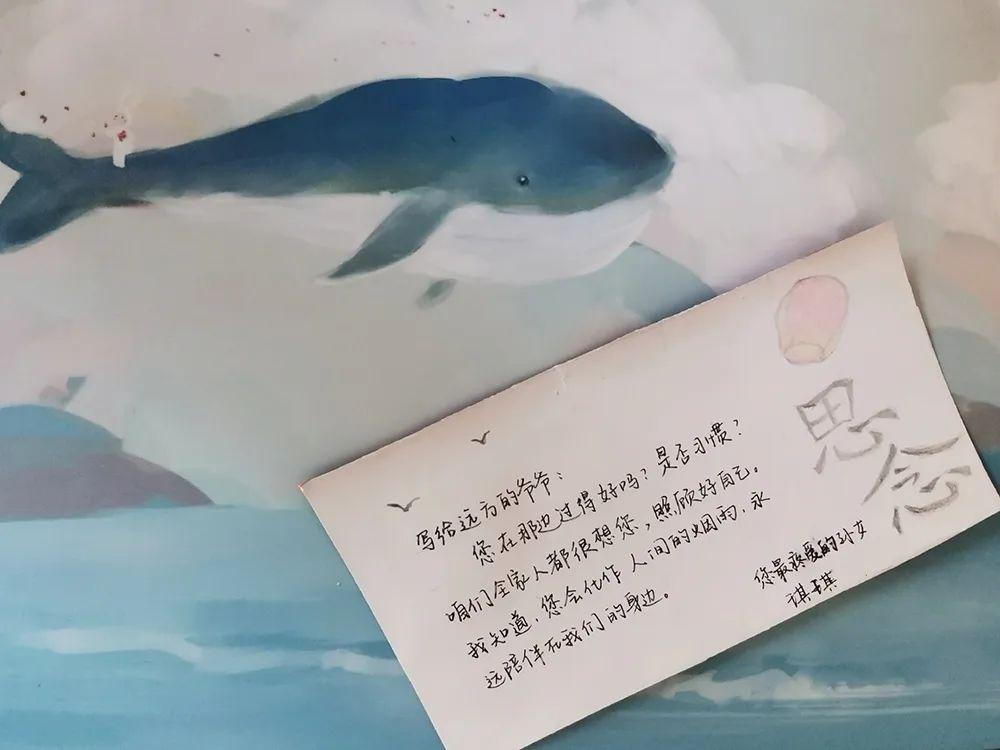 思念
写给远方的爷爷：
您在那边过得好吗？是否习惯？
咱们全家人都很想您，照顾好自己。
我知道，您会化作人间的烟雨，永
远陪伴在我们的身边。
您最疼爱的孙女
琪琪